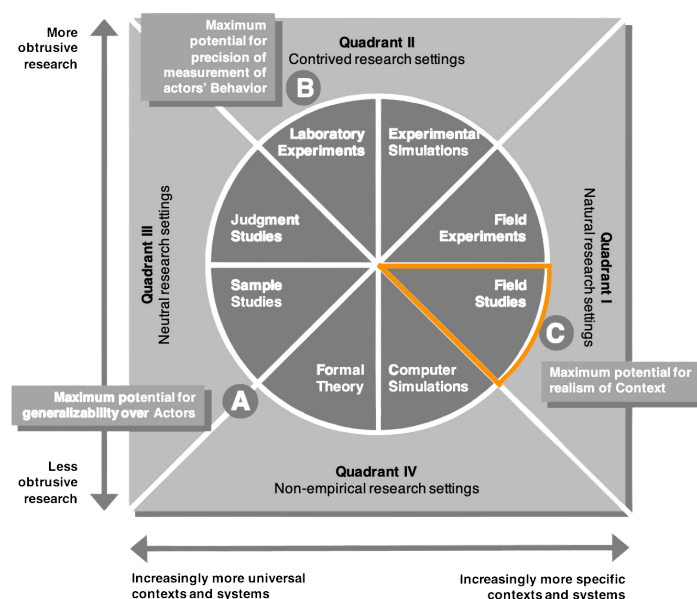 More
obtrusive
research
Maximum
potential for
precision of
measurement of
actors' Behavior
Quadrant II
Contrived research settings
B
Laboratory
Experiments
Experimental
Simulations
Judgment
Studies
Field
Experiments
Quadrant III
Neutral research settings
Quadrant I
Natural research settings
Sample
Studies
Field
Studies
C
Formal
Theory
Computer
Simulations
Maximum potential for
realism of Context
Maximum potential for
generalizability over Actors
A
Less
obtrusive
research
Quadrant IV
Non-empirical research settings
Increasingly more universal
contexts and systems
Increasingly more specific
contexts and systems